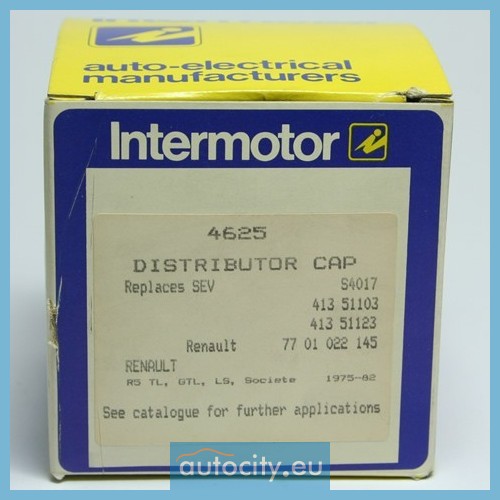 auto-electrical
manufacturers
Intermotor
4625
DISTRIBUTOR CAP
Replaces SEV S4017
413 51103
413 51123
Renault 77 01 022 145
RENAULT
R5 TL, GTL, LS, Societe 1975-82
See catalogue for further applications
autocity.eu